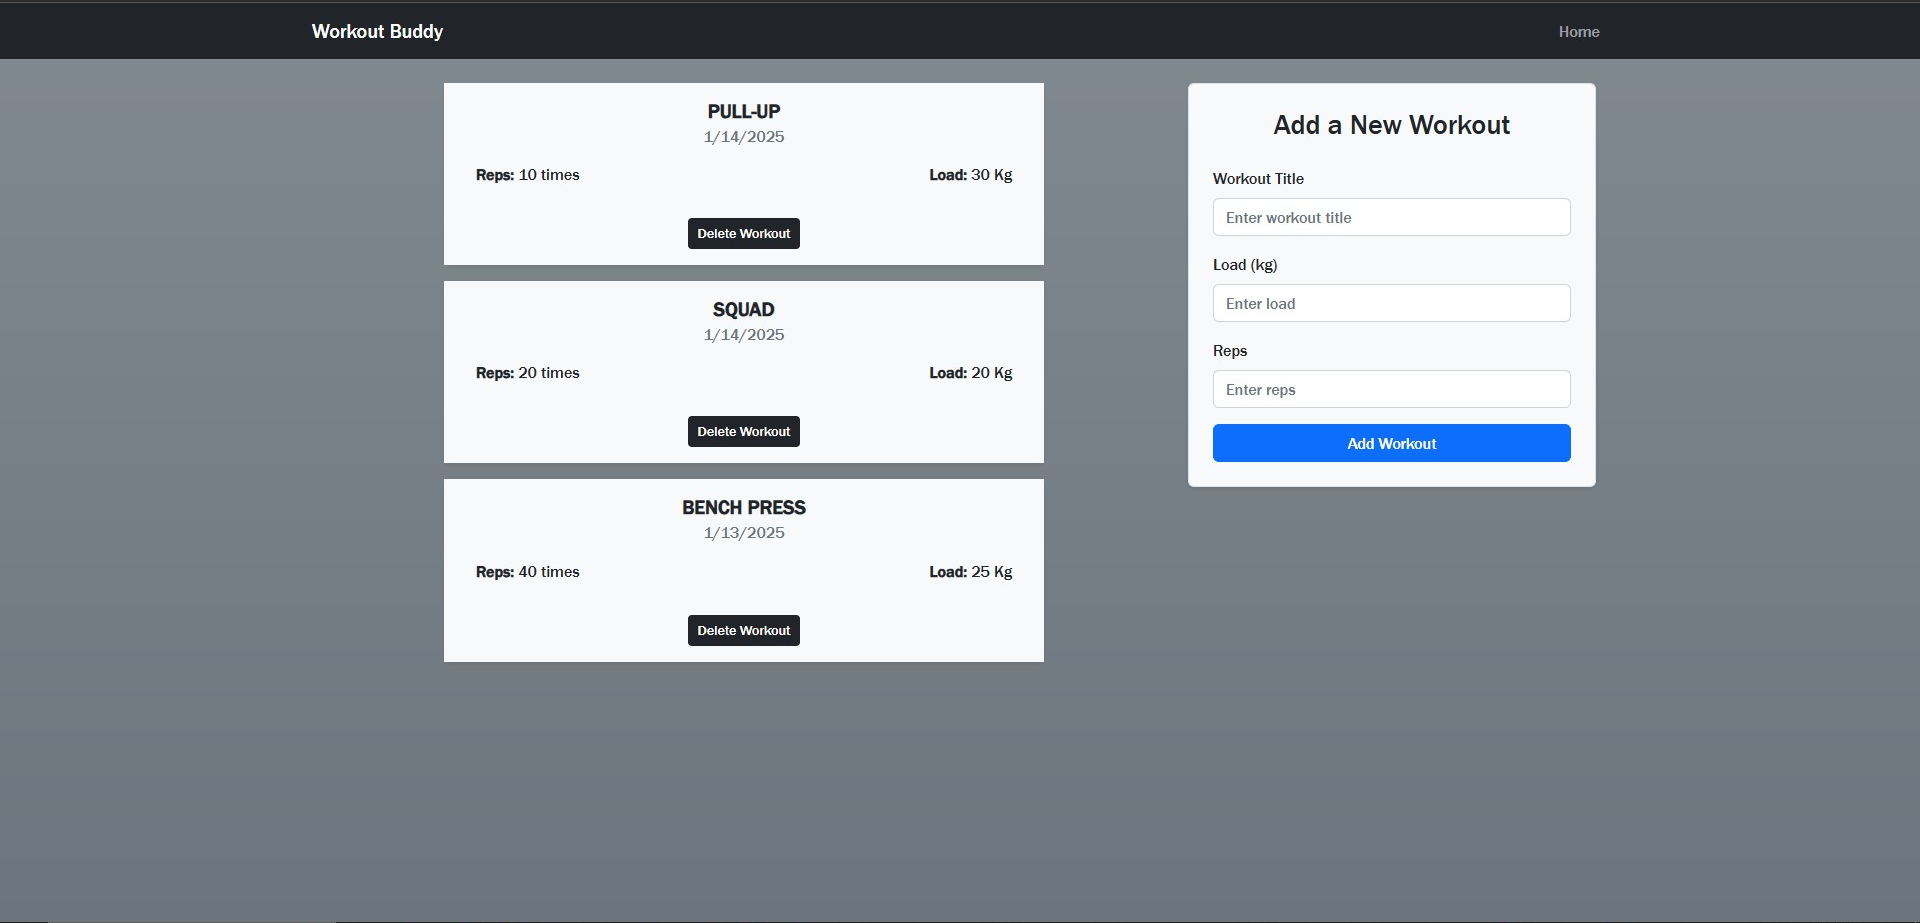 Workout Buddy
Home
PULL-UP
1/14/2025
Reps: 10 times
Load: 30 Kg
Delete Workout
SQUAD
1/14/2025
Reps: 20 times
Load: 20 Kg
Delete Workout
BENCH PRESS
1/13/2025
Reps: 40 times
Load: 25 Kg
Delete Workout
Add a New Workout
Workout Title
Enter workout title
Load (kg)
Enter load
Reps
Enter reps
Add Workout